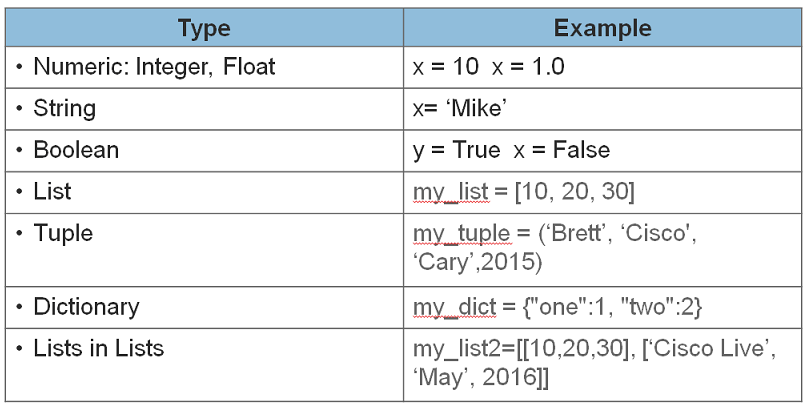 Type Example
• Numeric: Integer, Float x = 10 x = 1.0
• String x= ‘Mike’
• Boolean y = True x = False
• List my_list = [10, 20, 30]
• Tuple my_tuple = (‘Brett’, ‘Cisco',
‘Cary’,2015)
• Dictionary my_dict = {"one":1, "two":2}
• Lists in Lists my_list2=[[10,20,30], [‘Cisco Live’,
‘May’, 2016]]